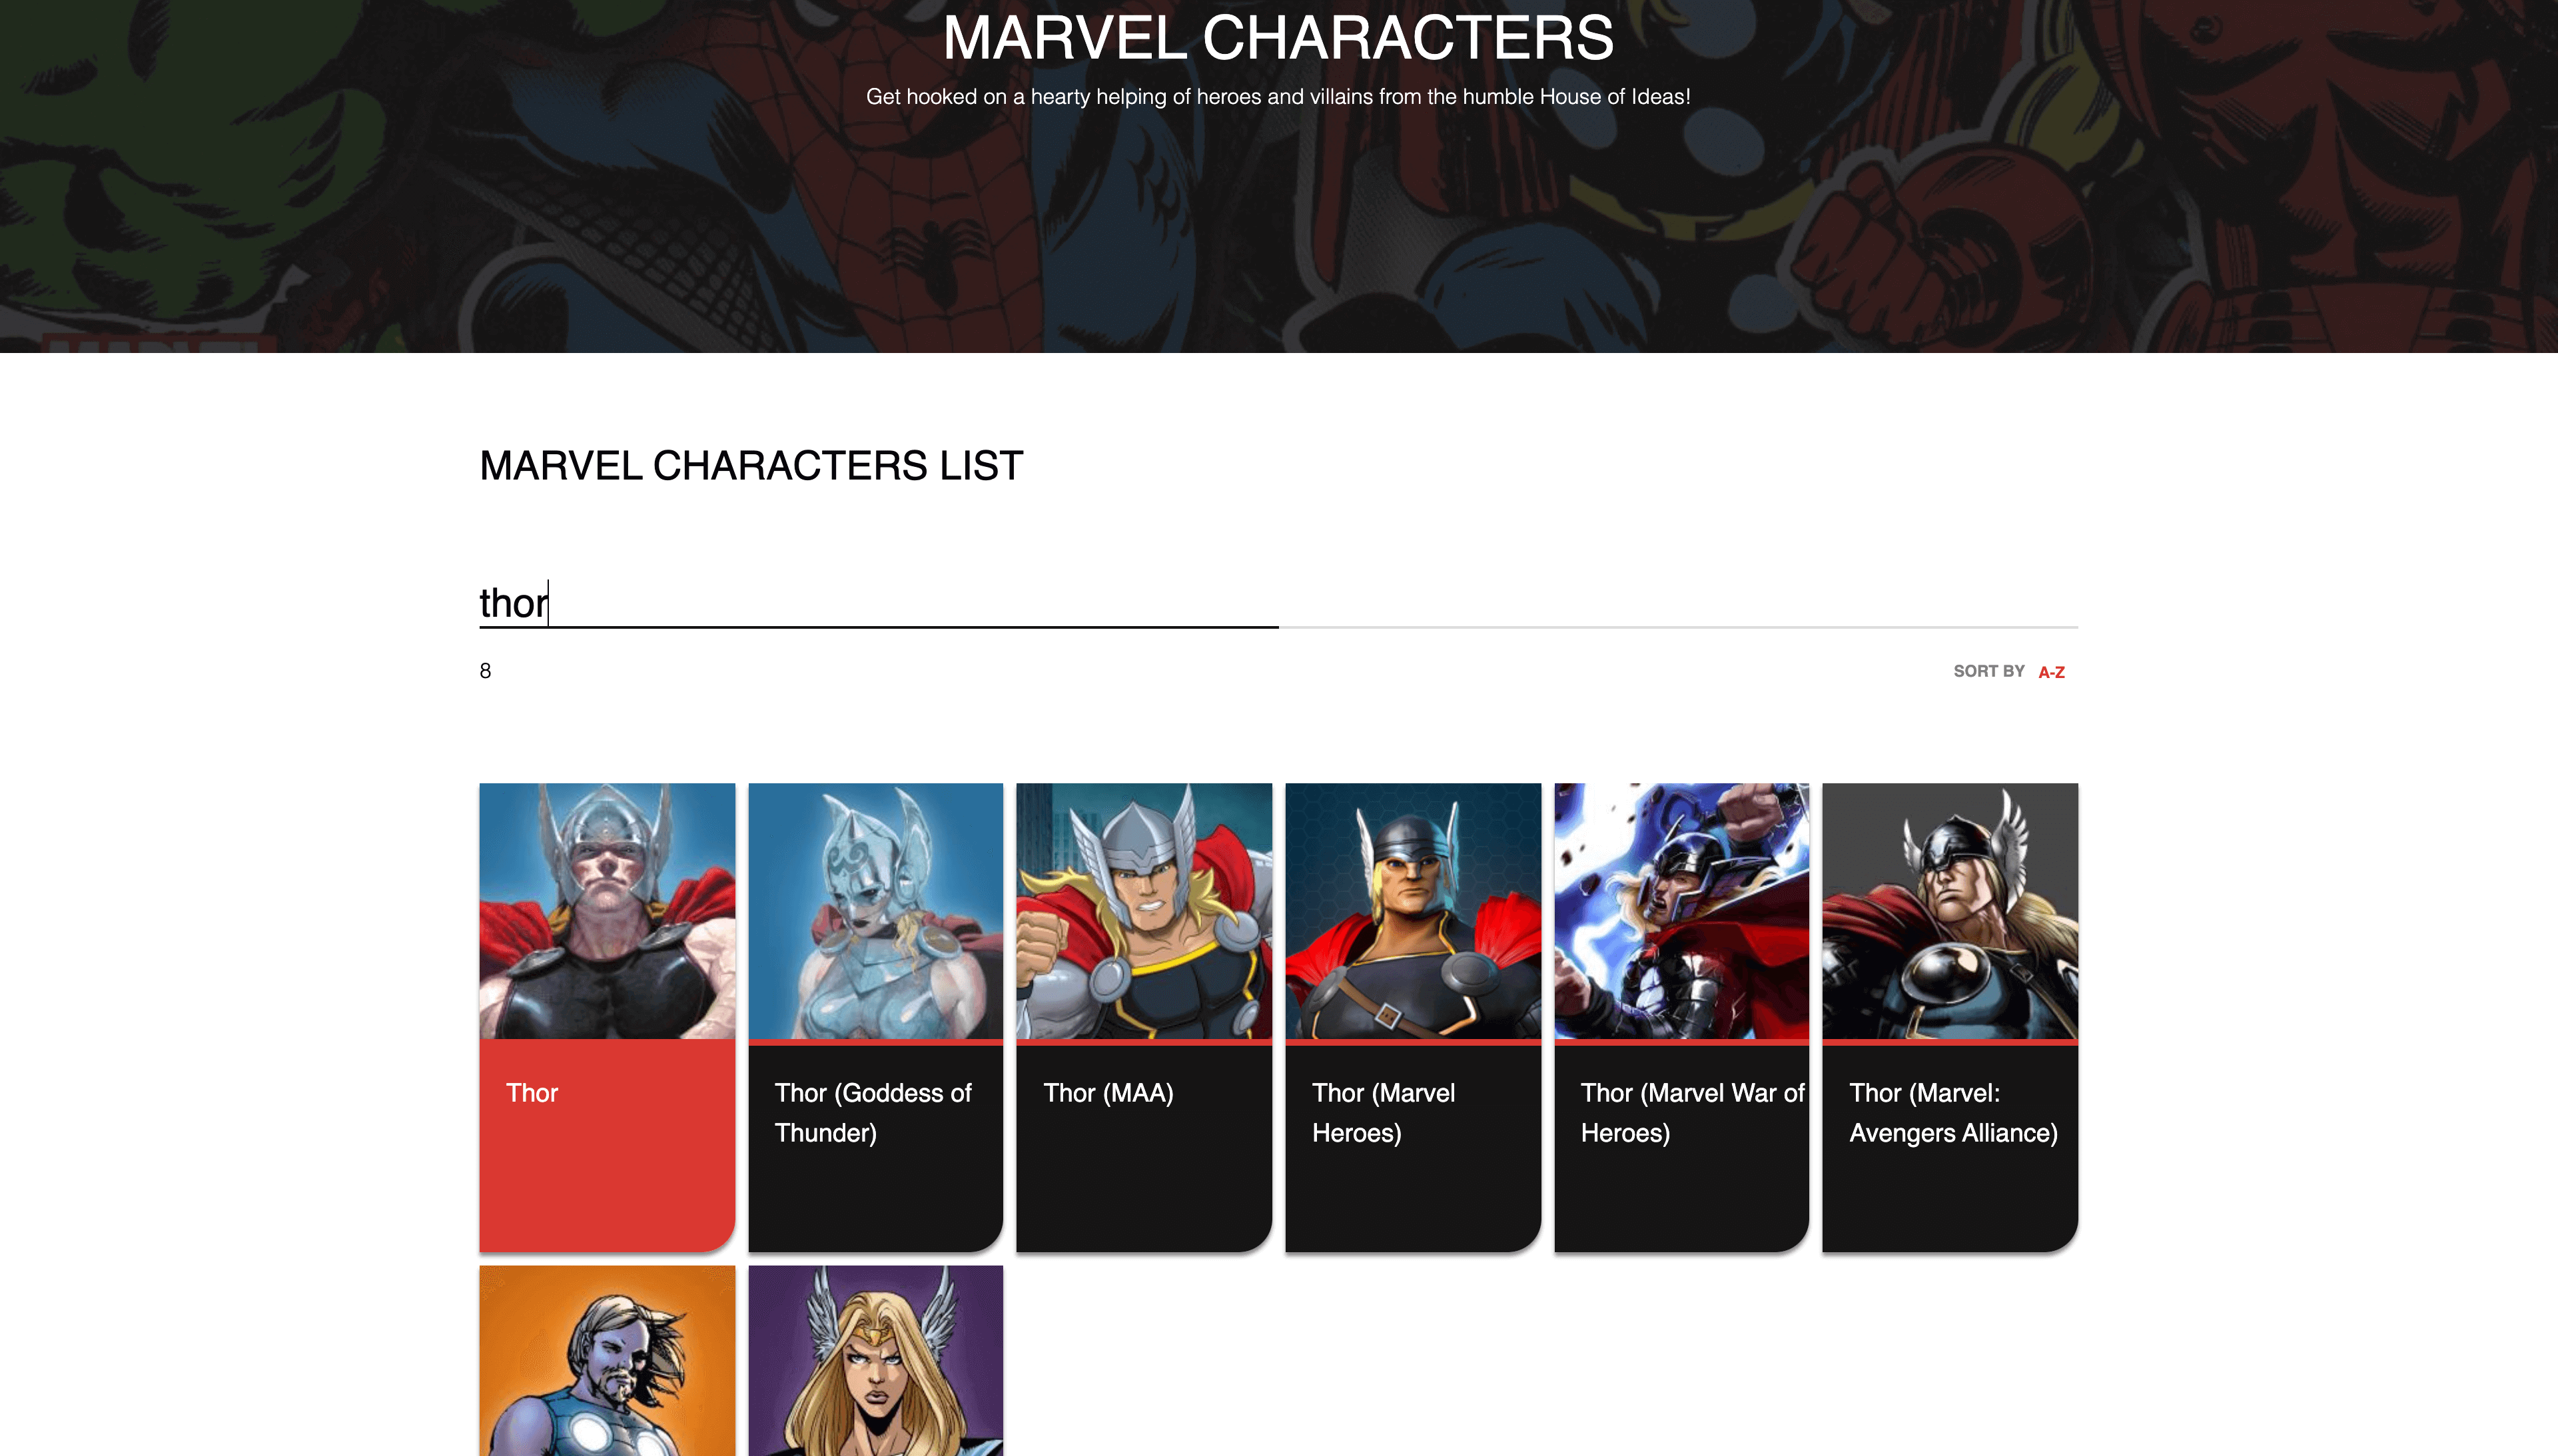 MARVEL CHARACTERS
Get hooked on a hearty helping of heroes and villains from the humble House of Ideas!
MARVEL CHARACTERS LIST
thor
8
SORT BY A-Z
Thor
Thor (Goddess of
Thunder)
Thor (MAA)
Thor (Marvel
Heroes)
Thor (Marvel War of
Heroes)
Thor (Marvel:
Avengers Alliance)